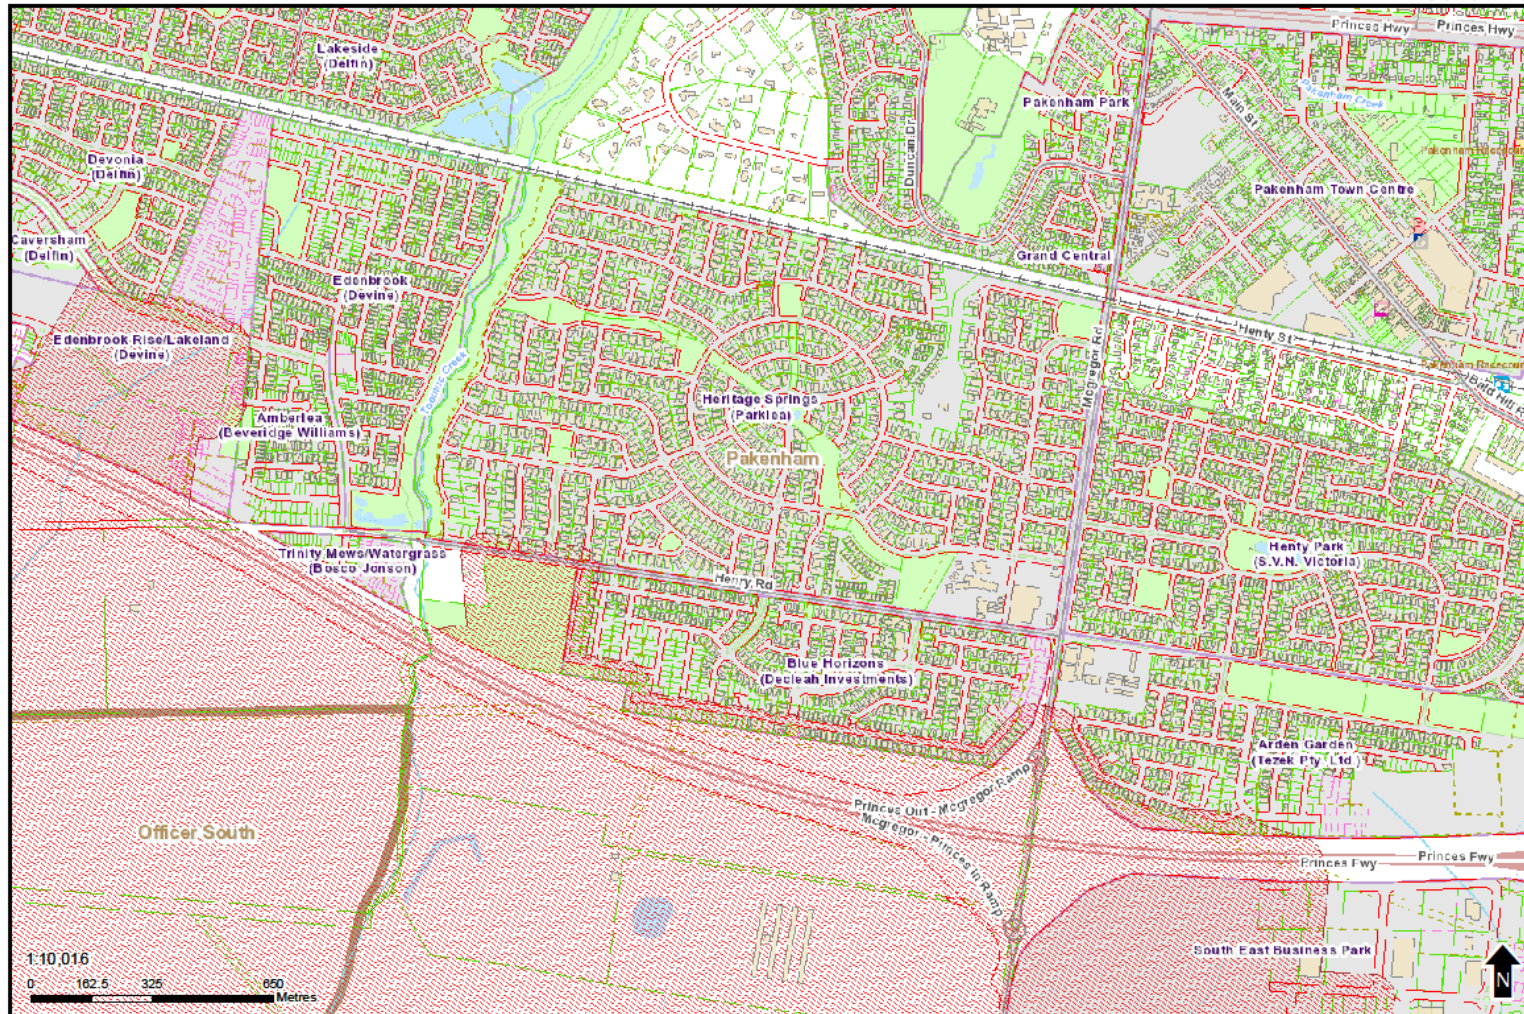 Princes Hwy
Princes Hwy
Lakeside
(Delfin)
Pakenham Creek
Pakenham Park
Main St
Duncan Dr
Devonia
(Delfin)
Pakenham Town Centre
Caversham
(Delfin)
Grand Central
Edenbrook
(Devine)
Henty St
Edenbrook Rise/Lakeland
(Devine)
Mcgregor Rd
Toomuc Creek
Heritage Springs
(Parklea)
Amberlea
(Beveridge Williams)
Pakenham
Trinity Mews/Watergrass
(Bosco Jonson)
Henty Park
(S.V.N. Victoria)
Henry Rd
Blue Horizons
(Decleah Investments)
Arden Garden
(Tezek Pty. Ltd.)
Princes Out - Mcgregor Ramp
Mcgregor - Princes In Ramp
Officer South
Princes Fwy
Princes Fwy
South East Business Park
1:10,016
0 162.5 325 650
Metres
N